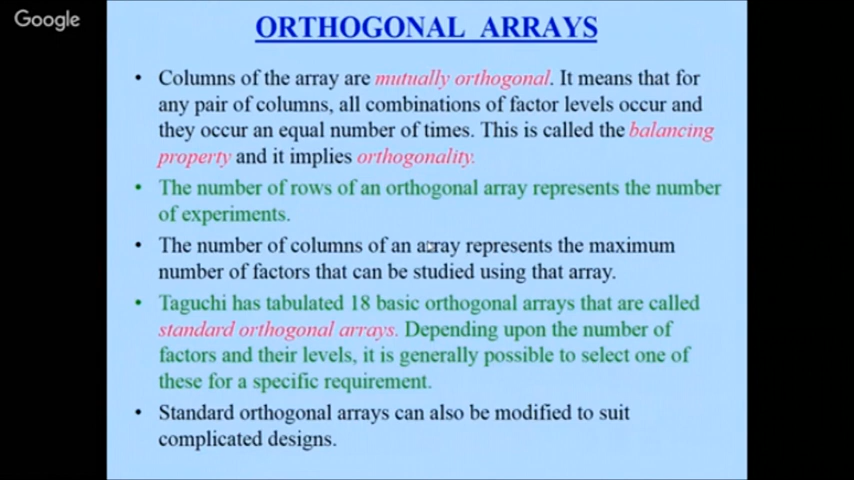 Google
ORTHOGONAL ARRAYS
• Columns of the array are mutually orthogonal. It means that for
any pair of columns, all combinations of factor levels occur and
they occur an equal number of times. This is called the balancing
property and it implies orthogonality.
• The number of rows of an orthogonal array represents the number
of experiments.
• The number of columns of an array represents the maximum
number of factors that can be studied using that array.
• Taguchi has tabulated 18 basic orthogonal arrays that are called
standard orthogonal arrays. Depending upon the number of
factors and their levels, it is generally possible to select one of
these for a specific requirement.
• Standard orthogonal arrays can also be modified to suit
complicated designs.